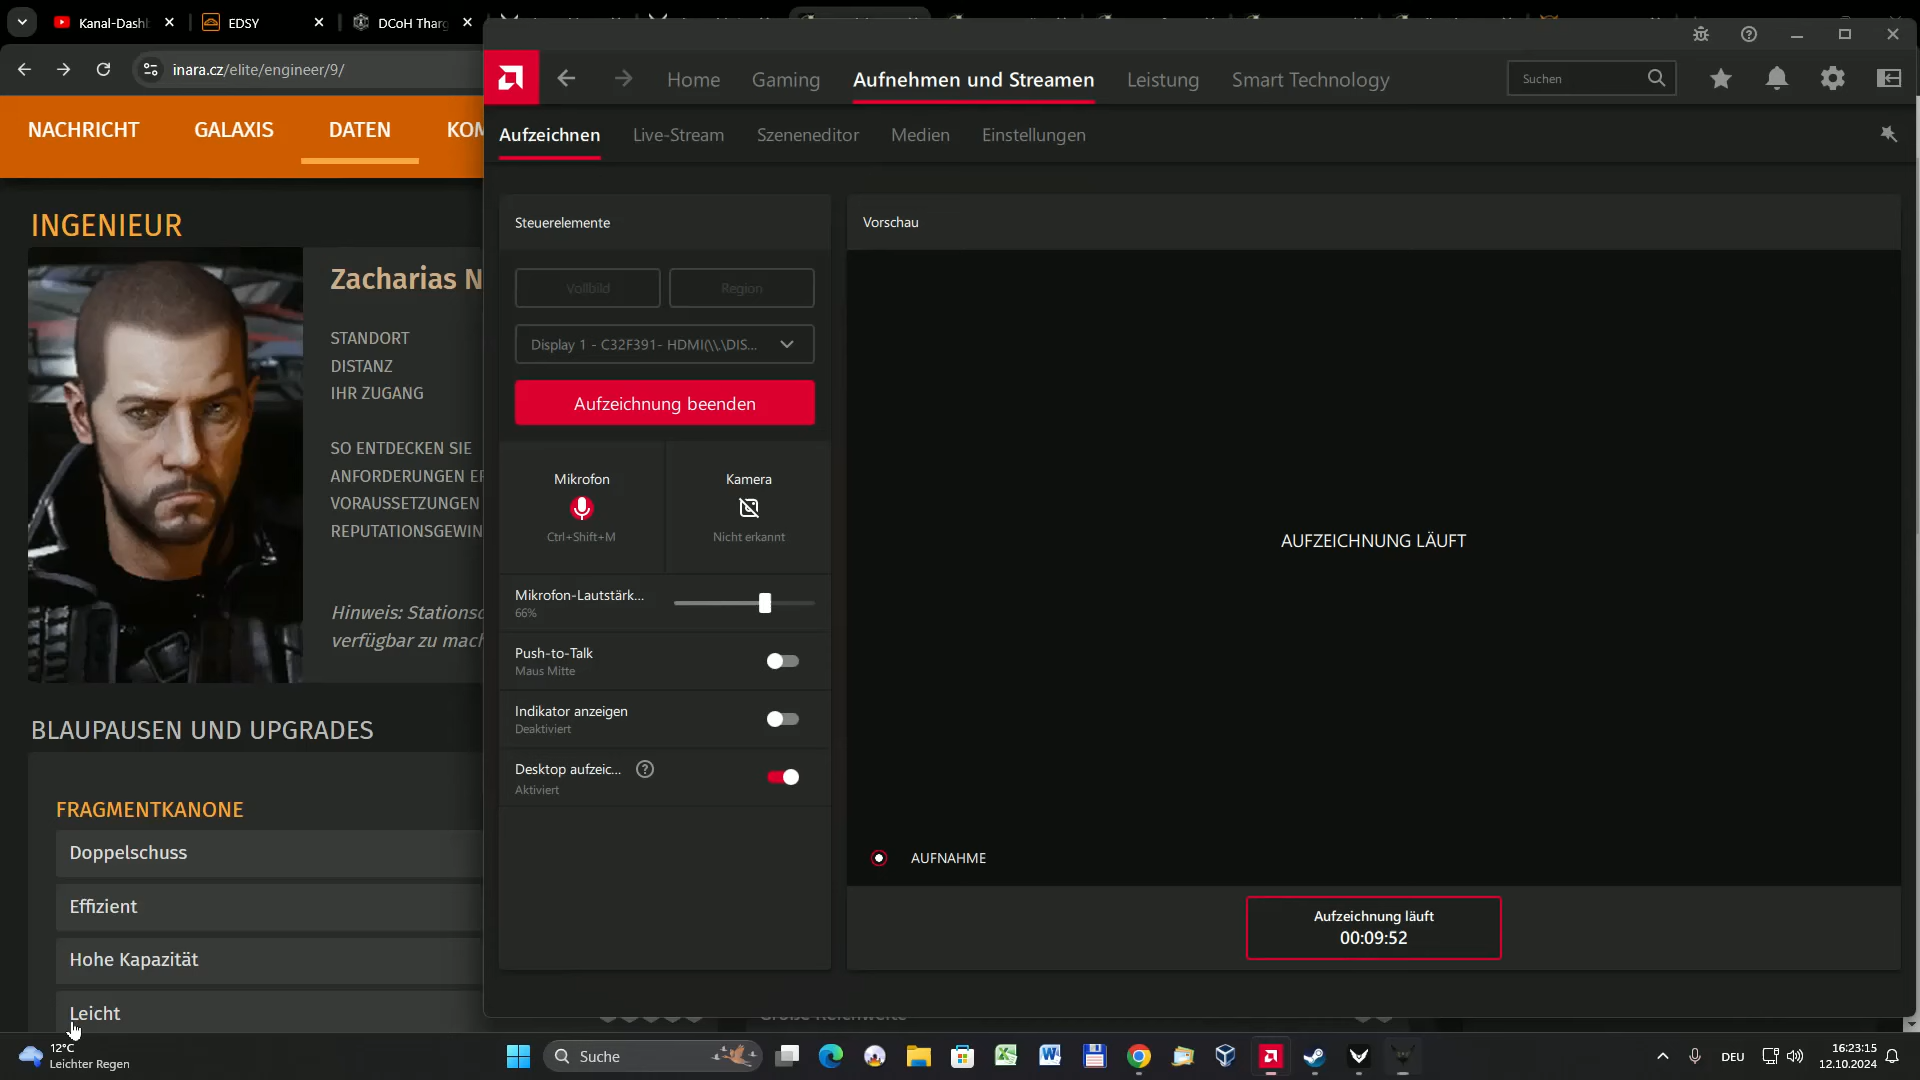 Kanal-Dash
EDSY
DCoH Tharg
inara.cz/elite/engineer/9/
NACHRICHT
GALAXIS
DATEN
KOM
INGENIEUR
Zacharias N
STANDORT
DISTANZ
IHR ZUGANG
SO ENTDECKEN SIE
ANFORDERUNGEN ER
VORAUSSETZUNGEN
REPUTATIONSGEWIN
Hinweis: Stations
verfügbar zu mach
BLAUPAUSEN UND UPGRADES
FRAGMENTKANONE
Doppelschuss
Effizient
Hohe Kapazität
Leicht
Home
Gaming
Aufnehmen und Streamen
Leistung
Smart Technology
Suchen
Aufzeichnen
Live-Stream
Szeneneditor
Medien
Einstellungen
Steuerelemente
Vollbild
Region
Display 1 - C32F391- HDMI(\\.\DIS...
Aufzeichnung beenden
Mikrofon
Ctrl+Shift+M
Kamera
Nicht erkannt
Mikrofon-Lautstärk...
66%
Push-to-Talk
Maus Mitte
Indikator anzeigen
Deaktiviert
Desktop aufzeic...
Aktiviert
Vorschau
AUFZEICHNUNG LÄUFT
AUFNAHME
Aufzeichnung läuft
00:09:52
12°C
Leichter Regen
Suche
DEU
16:23:15
12.10.2024